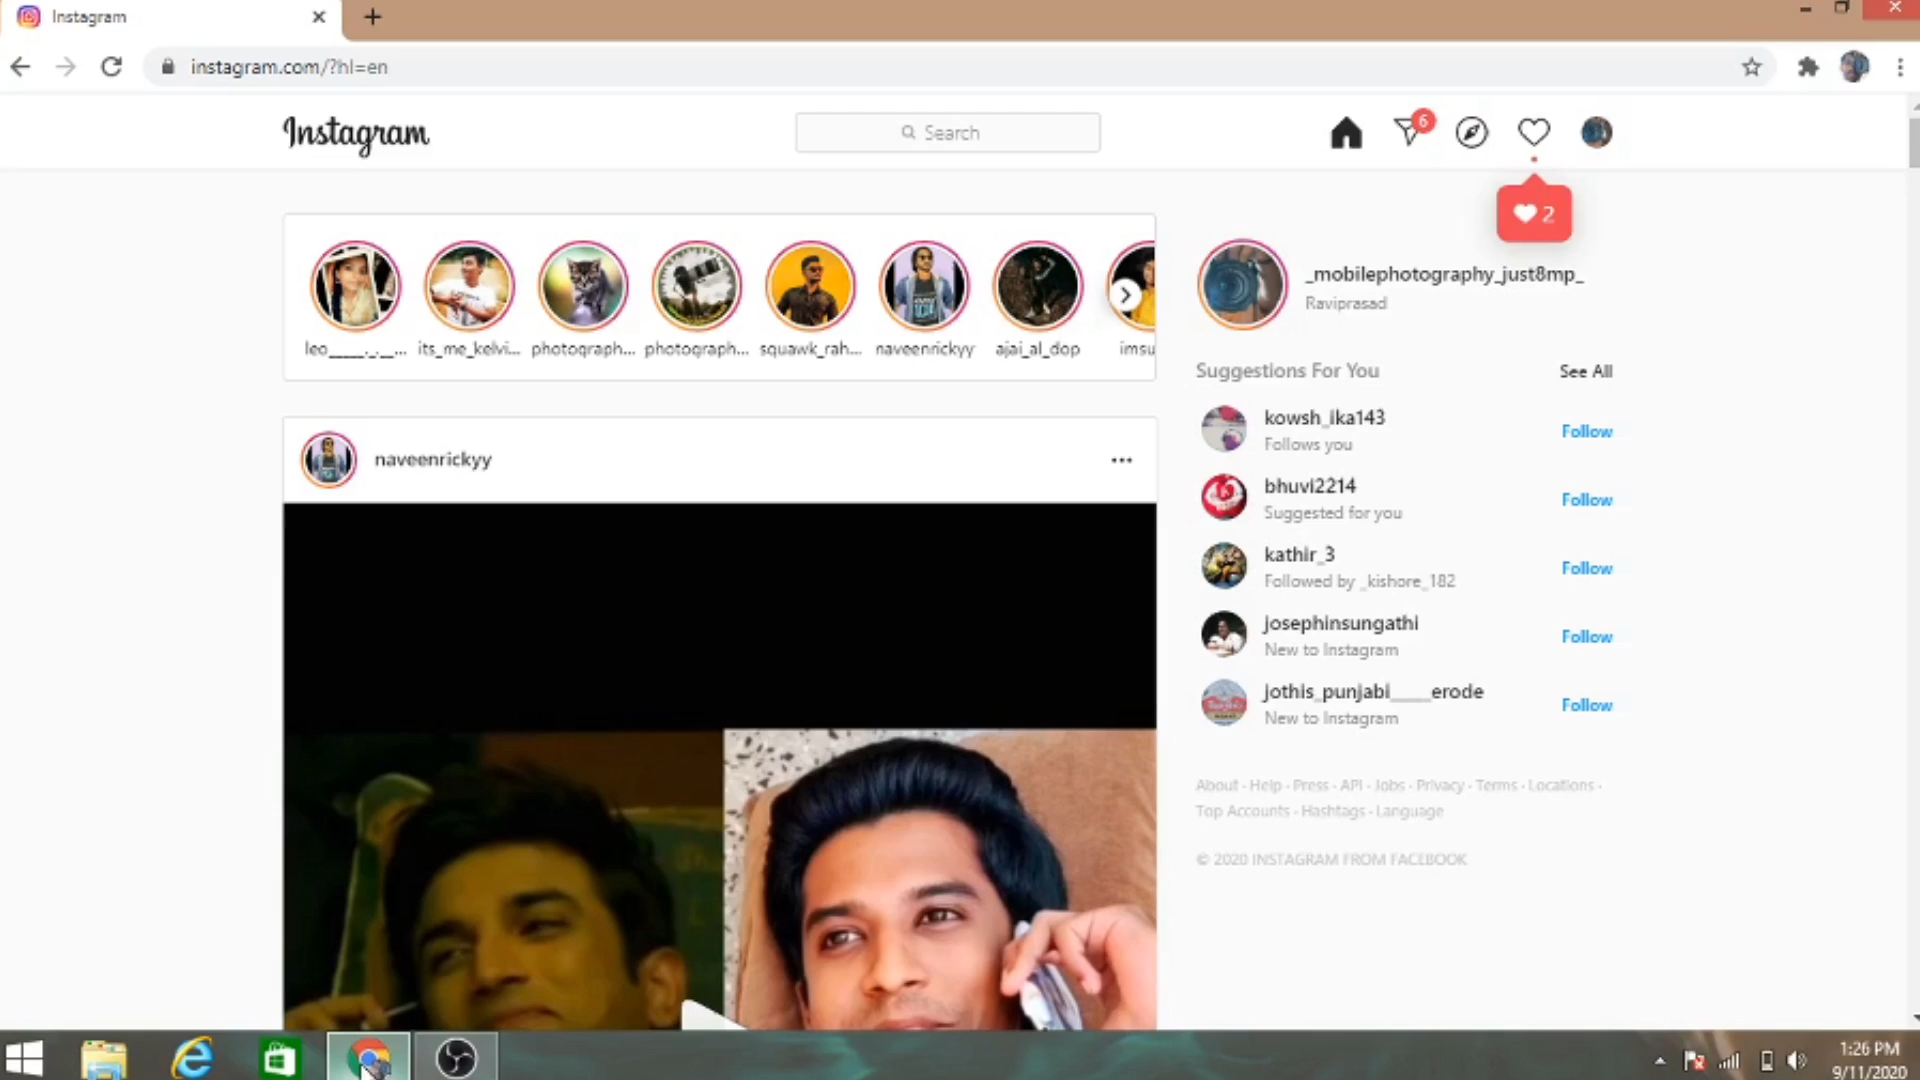 Instagram
instagram.com/?hl=en
Instagram
Search
6
2
leo_____._.__...
its_me_kelvi...
photograph...
photograph...
squawk_rah...
naveenrickyy
ajai_al_dop
imsu
_mobilephotography_just8mp_
Raviprasad
Suggestions For You
See All
kowsh_ika143
Follows you
Follow
bhuvi2214
Suggested for you
Follow
kathir_3
Followed by _kishore_182
Follow
josephinsungathi
New to Instagram
Follow
jothis_punjabi_____erode
New to Instagram
Follow
naveenrickyy
About · Help · Press · API · Jobs · Privacy · Terms · Locations ·
Top Accounts · Hashtags · Language
© 2020 INSTAGRAM FROM FACEBOOK
1:26 PM
9/11/2020